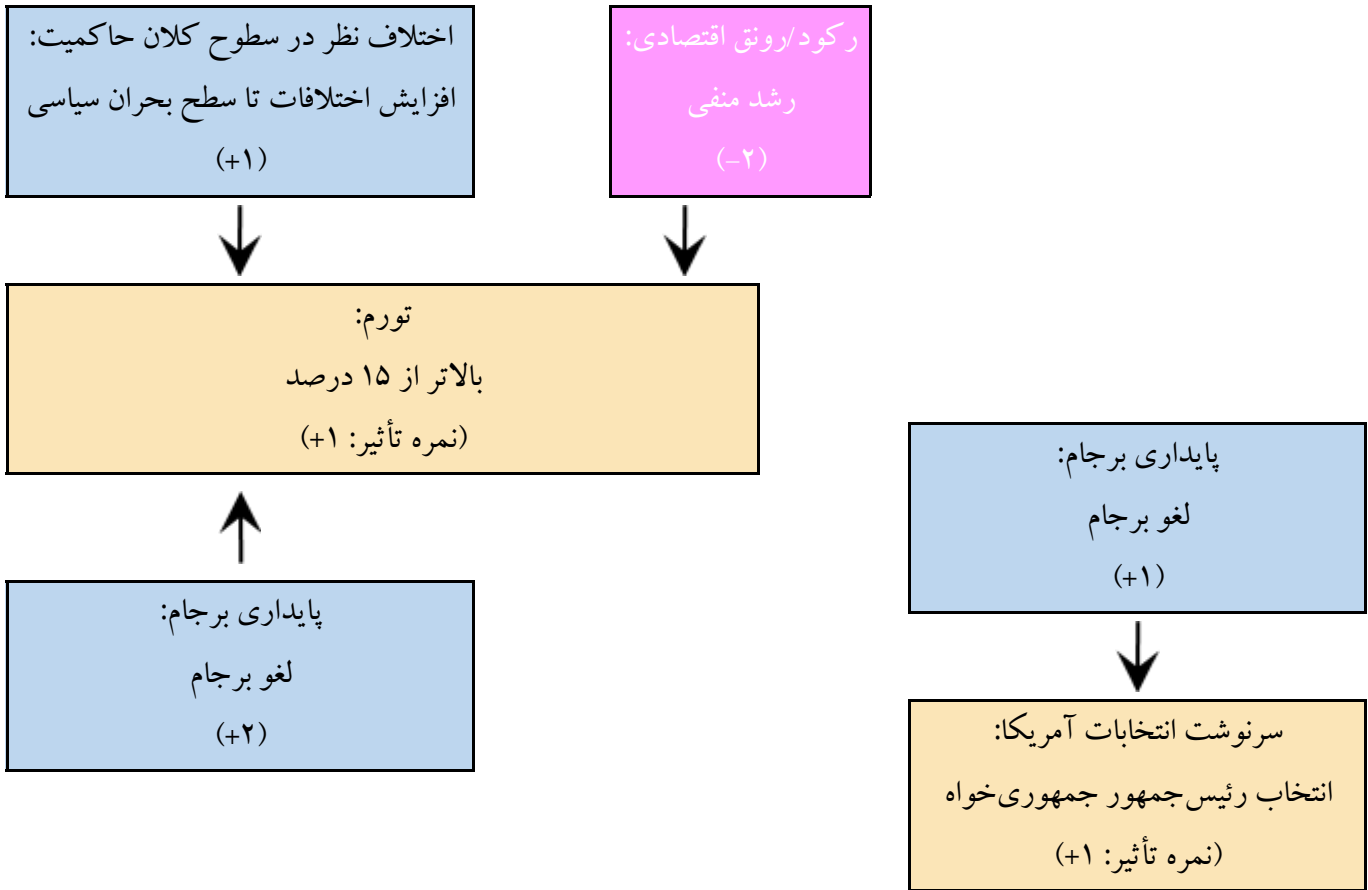 اختلاف نظر در سطوح کلان حاکمیت:
افزایش اختلافات تا سطح بحران سیاسی
(+۱)
رکود/رونق اقتصادی:
رشد منفی
(–۲)
تورم:
بالاتر از ۱۵ درصد
(نمره تأثیر: ۱+)
پایداری برجام:
لغو برجام
(+۲)
پایداری برجام:
لغو برجام
(+۱)
سرنوشت انتخابات آمریکا:
انتخاب رئیس‌جمهور جمهوری‌خواه
(نمره تأثیر: ۱+)